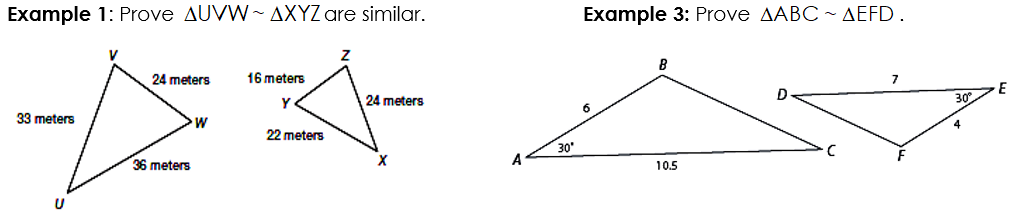 Example 1: Prove ΔUVW ~ ΔXYZ are similar.
V
24 meters
33 meters
W
36 meters
U
Z
16 meters
Y
24 meters
22 meters
X
Example 3: Prove ΔABC ~ ΔEFD .
B
6
A
30°
10.5
C
D
7
E
30°
4
F